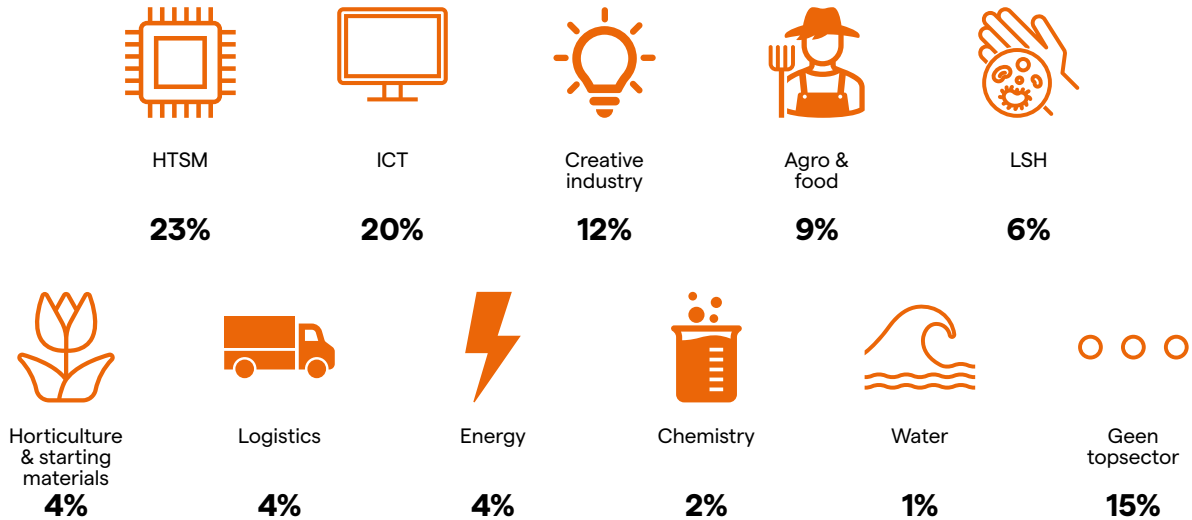 HTSM
ICT
Creative
industry
Agro &
food
LSH
23%
20%
12%
9%
6%
Horticulture
& starting
materials
Logistics
Energy
Chemistry
Water
Geen
topsector
4%
4%
4%
2%
1%
15%